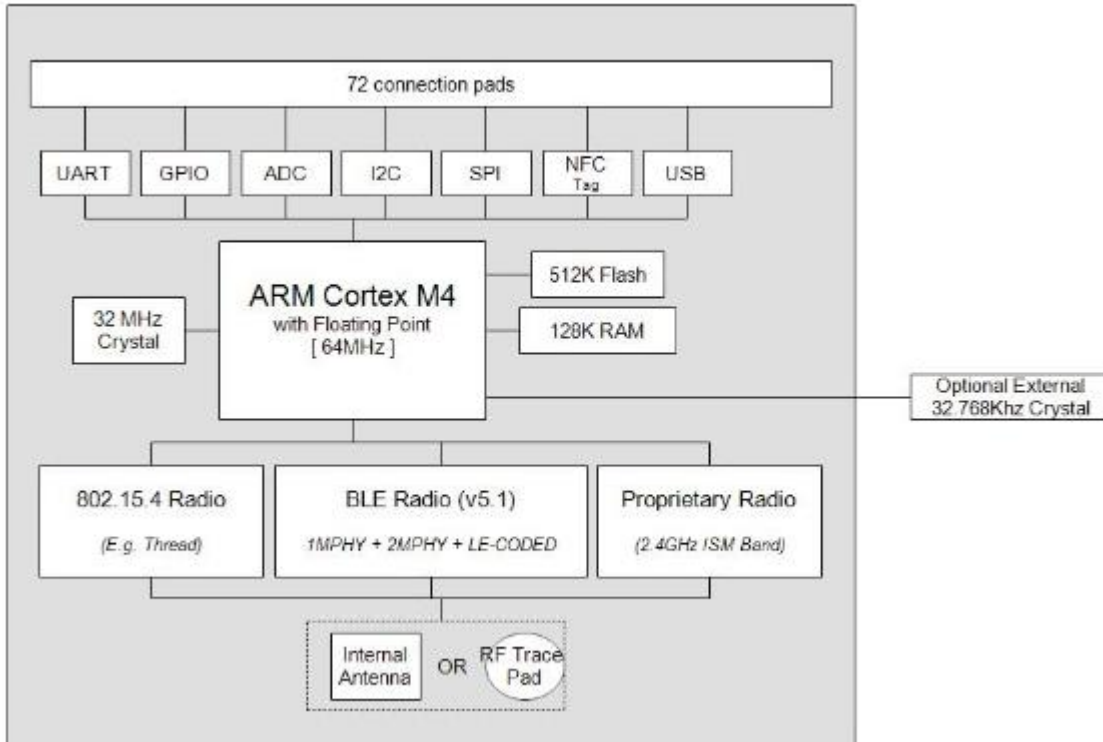 72 connection pads
UART
GPIO
ADC
I2C
SPI
NFC
Tag
USB
ARM Cortex M4
with Floating Point
[ 64MHz ]
512K Flash
128K RAM
32 MHz
Crystal
Optional External
32.768Khz Crystal
802.15.4 Radio
(E.g. Thread)
BLE Radio (v5.1)
1MPHY + 2MPHY + LE-CODED
Proprietary Radio
(2.4GHz ISM Band)
Internal
Antenna
OR
RF Trace
Pad